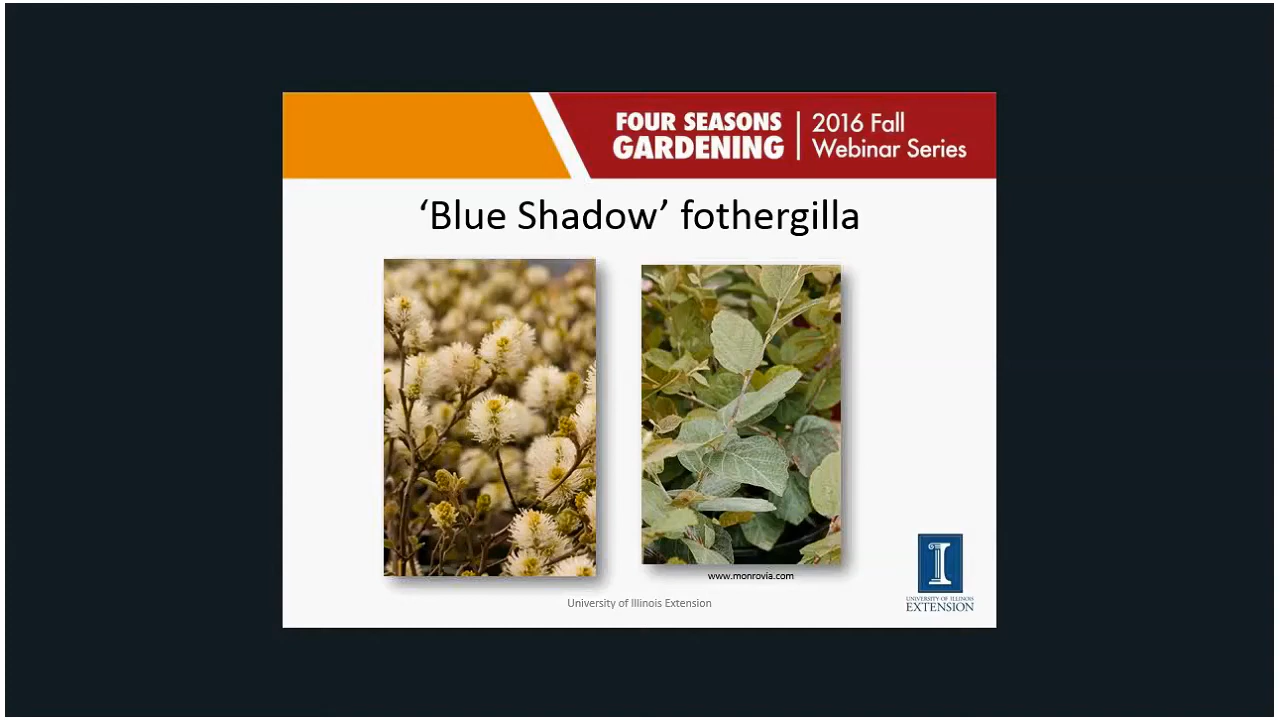 FOUR SEASONS
GARDENING
2016 Fall
Webinar Series
‘Blue Shadow’ fothergilla
www.monrovia.com
University of Illinois Extension
I
UNIVERSITY OF ILLINOIS
EXTENSION